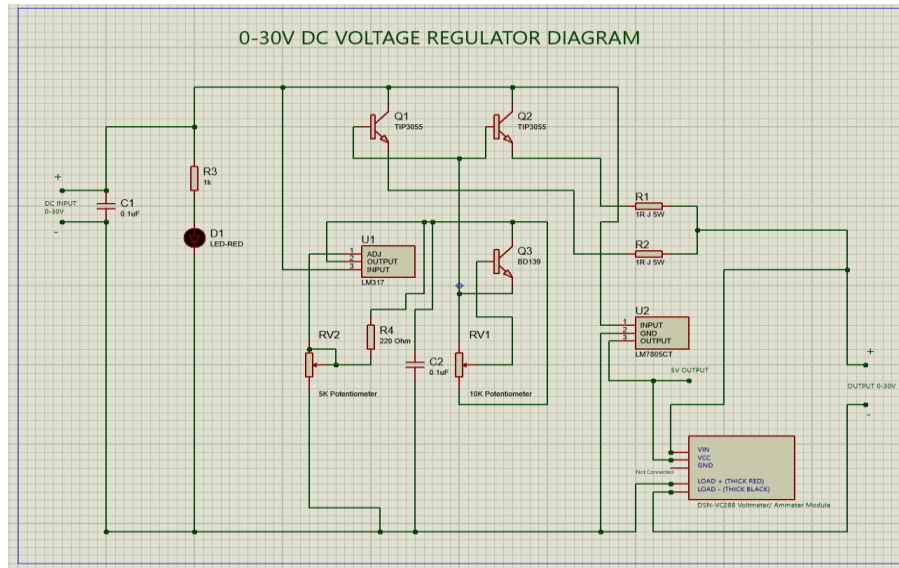 0-30V DC VOLTAGE REGULATOR DIAGRAM
Q1
TIP3055
Q2
TIP3055
R3
1k
+
DC INPUT
0-30V
-
C1
0.1uF
D1
LED-RED
R1
1R J 5W
R2
1R J 5W
U1
1 ADJ
2 OUTPUT
3 INPUT
LM317
Q3
BD139
RV2
R4
220 Ohm
C2
0.1uF
RV1
5K Potentiometer
10K Potentiometer
U2
1 INPUT
2 GND
3 OUTPUT
LM7805CT
5V OUTPUT
+
OUTPUT 0-30V
-
VIN
VCC
GND
Not Connected
LOAD + (THICK RED)
LOAD - (THICK BLACK)
DSN-VC288 Voltmeter/ Ammeter Module